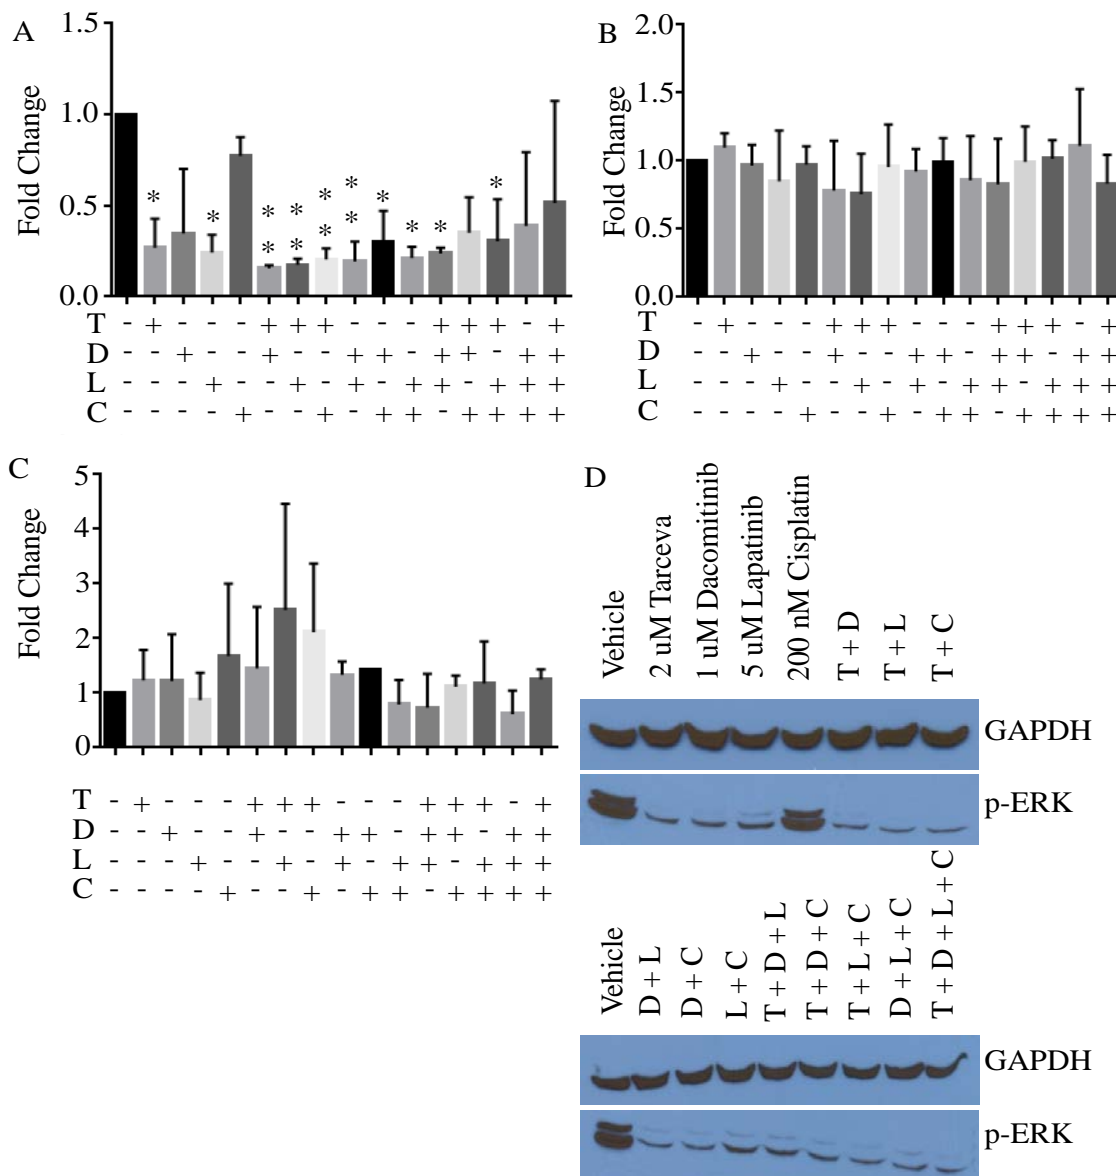 A
1.5
1.0
0.5
0.0
Fold Change
* * * * * * * * * * * * * * *
T - + - - - + + + - - - + + + - +
D - - + - - + - - + + - + + - + +
L - - - + - - + - + - + + - + + +
C - - - - + - - + - + + - + + + +
B
2.0
1.5
1.0
0.5
0.0
Fold Change
T - + - - - + + + - - - + + + - +
D - - + - - + - - + + - + + - + +
L - - - + - - + - + - + + - + + +
C - - - - + - - + - + + - + + + +
C
5
4
3
2
1
0
Fold Change
T - + - - - + + + - - - + + + - +
D - - + - - + - - + + - + + - + +
L - - - + - - + - + - + + - + + +
C - - - - + - - + - + + - + + + +
D
Vehicle
2 uM Tarceva
1 uM Dacomitinib
5 uM Lapatinib
200 nM Cisplatin
T + D
T + L
T + C
GAPDH
p-ERK
Vehicle
D + L
D + C
L + C
T + D + L
T + D + C
T + L + C
D + L + C
T + D + L + C
GAPDH
p-ERK